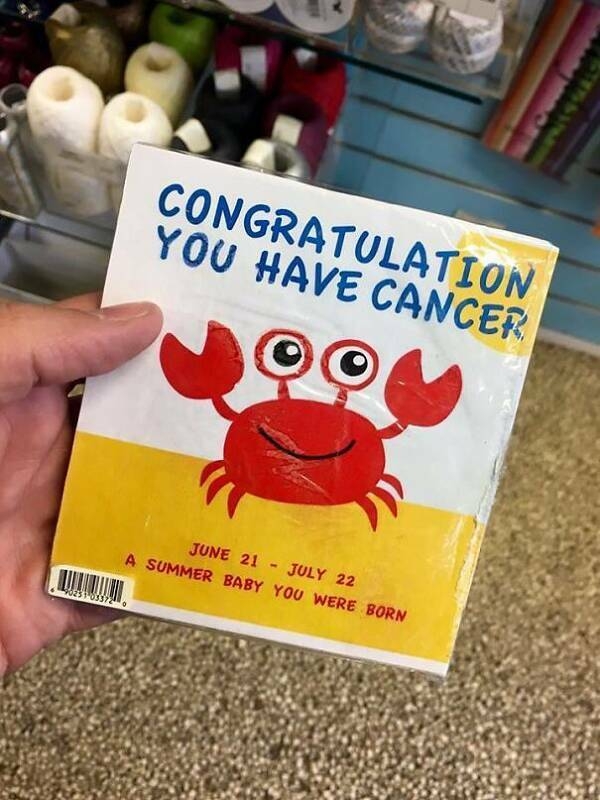 CONGRATULATION
YOU HAVE CANCER
JUNE 21 - JULY 22
A SUMMER BABY YOU WERE BORN